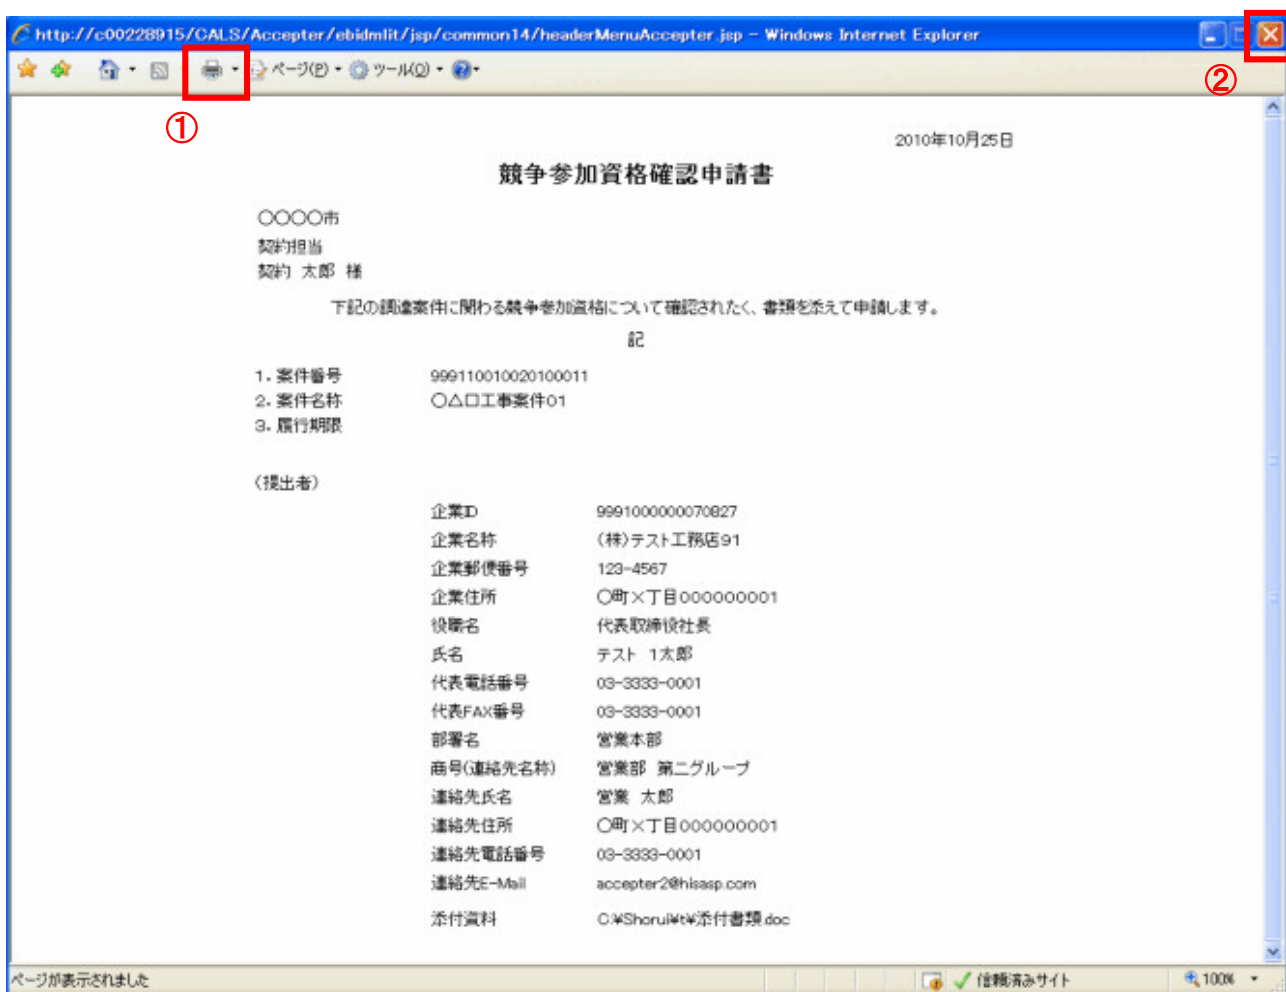 http://c00228915/CALS/Accepter/ebidmlit/jsp/common14/headerMenuAccepter.jsp - Windows Internet Explorer
ページ(P) ツール(O)
①
②
2010年10月25日
競争参加資格確認申請書
〇〇〇〇市
契約担当
契約 太郎 様
下記の調達案件に関わる競争参加資格について確認されたく、書類を添えて申請します。
記
1. 案件番号 999110010020100011
2. 案件名称 〇△口工事案件01
3. 履行期限
(提出者)
企業ID 9991000000070827
企業名称 (株)テスト工務店91
企業郵便番号 123-4567
企業住所 〇町×丁目000000001
役職名 代表取締役社長
氏名 テスト 1太郎
代表電話番号 03-3333-0001
代表FAX番号 03-3333-0001
部署名 営業本部
商号(連絡先名称) 営業部 第二グループ
連絡先氏名 営業 太郎
連絡先住所 〇町×丁目000000001
連絡先電話番号 03-3333-0001
連絡先E-Mail accepter2@hisasp.com
添付資料 C:¥Shorui¥t¥添付書類.doc
ページが表示されました 信頼済みサイト 100%